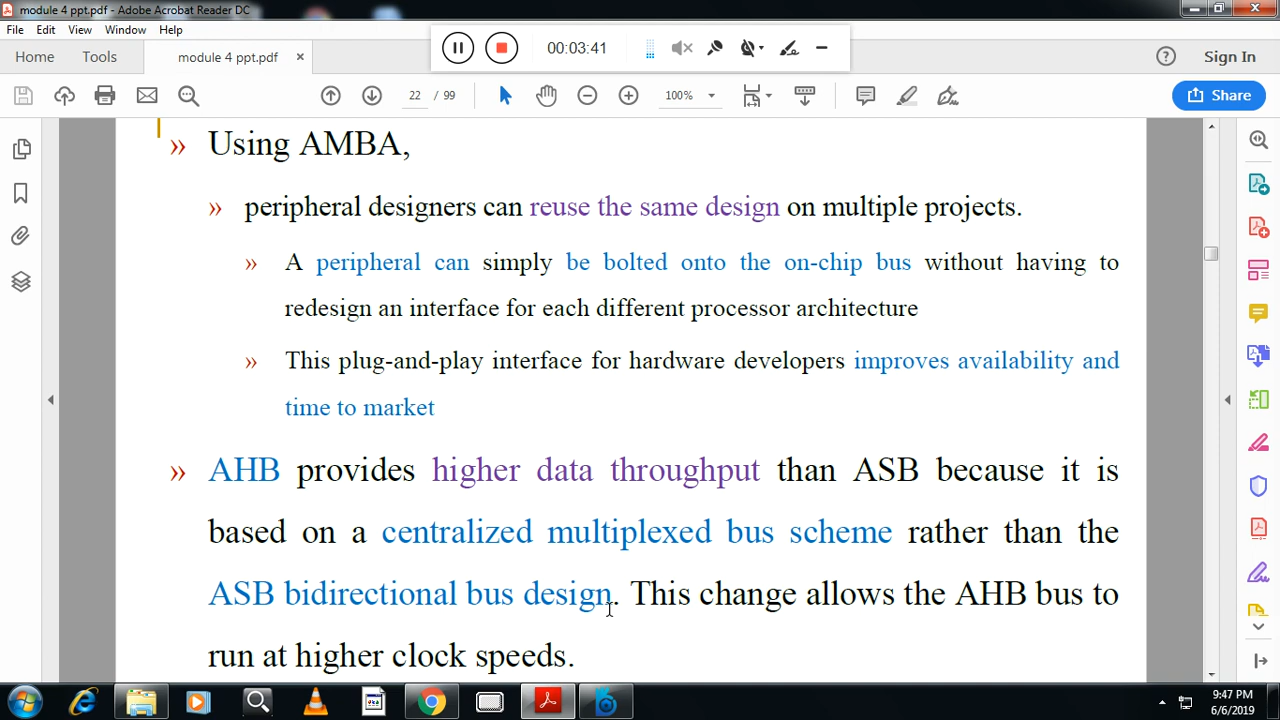 module 4 ppt.pdf - Adobe Acrobat Reader DC
File Edit View Window Help
Home Tools module 4 ppt.pdf × 00:03:41 Sign In
22 / 99 100% Share
» Using AMBA,
» peripheral designers can reuse the same design on multiple projects.
» A peripheral can simply be bolted onto the on-chip bus without having to
redesign an interface for each different processor architecture
» This plug-and-play interface for hardware developers improves availability and
time to market
» AHB provides higher data throughput than ASB because it is
based on a centralized multiplexed bus scheme rather than the
ASB bidirectional bus design. This change allows the AHB bus to
run at higher clock speeds.
9:47 PM
6/6/2019